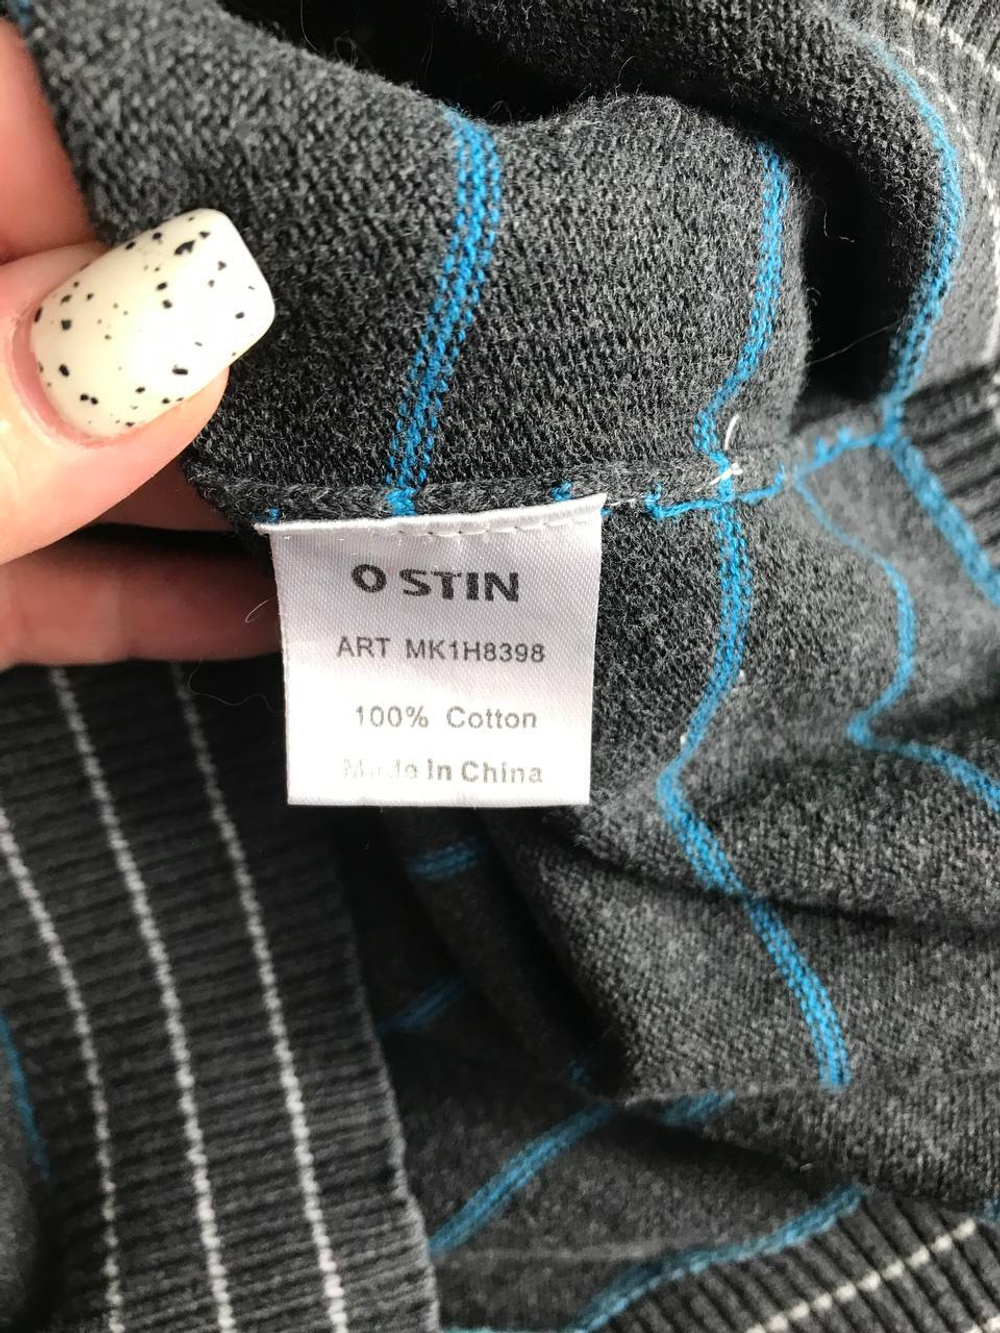 O'STIN
ART MK1H8398
100% Cotton
Made In China